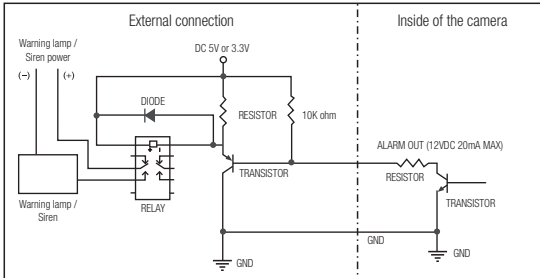 External connection
Inside of the camera
Warning lamp /
Siren power
(−)
(+)
DC 5V or 3.3V
DIODE
RESISTOR
10K ohm
ALARM OUT (12VDC 20mA MAX)
RESISTOR
TRANSISTOR
TRANSISTOR
RELAY
Warning lamp /
Siren
GND
GND
GND